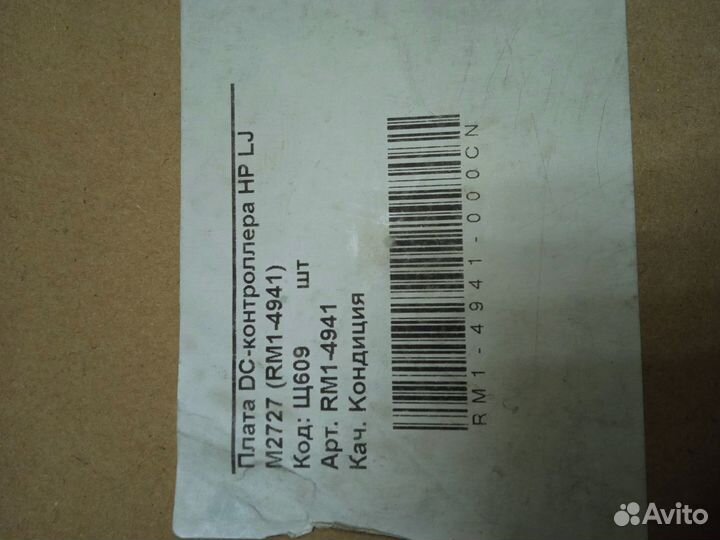 Плата DC-контроллера HP LJ
M2727 (RM1-4941)
Код: Щ609 шт
Арт. RM1-4941
Кач. Кондиция
RM1-4941-000CN
Avito